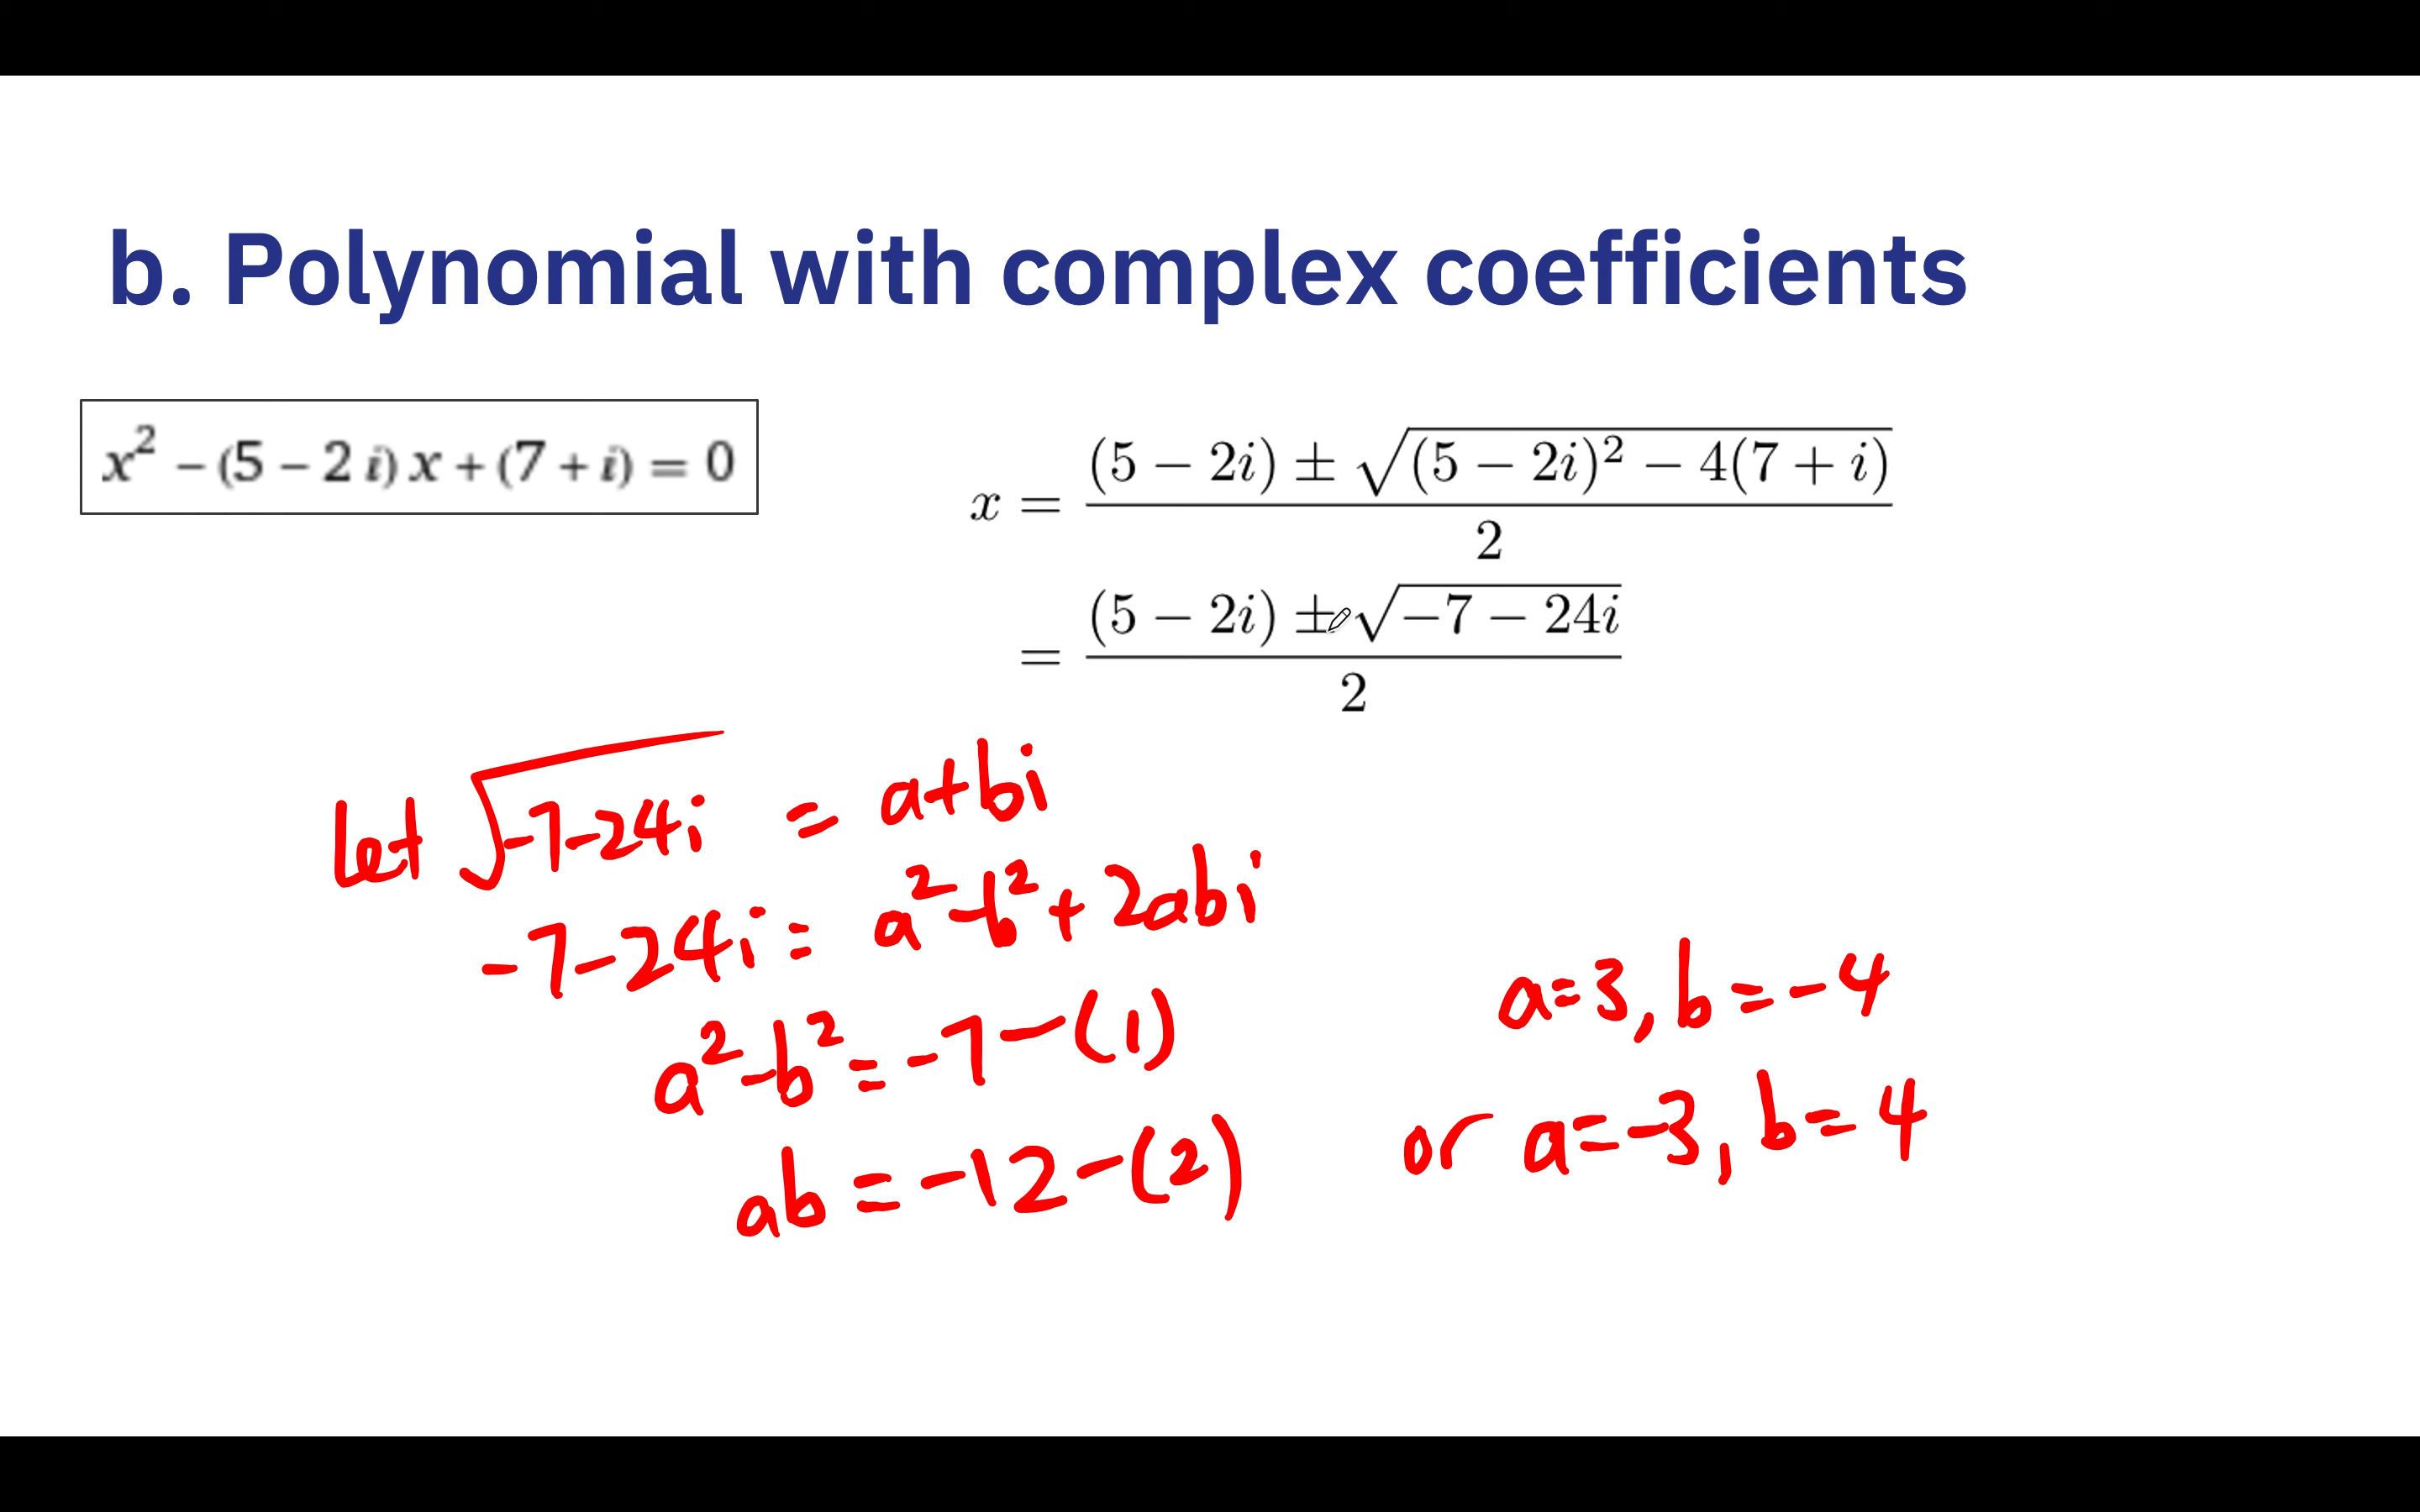 b. Polynomial with complex coefficients
x² − (5 − 2 i) x + (7 + i) = 0
x = ((5 − 2i) ± √((5 − 2i)² − 4(7 + i))) / 2
= ((5 − 2i) ± √(−7 − 24i)) / 2
let √(-7-24i) = a+bi
-7-24i = a²-b²+2abi
a²-b² = -7 — (1)
ab = -12 — (2)
a=3, b=-4
or a=-3, b=4